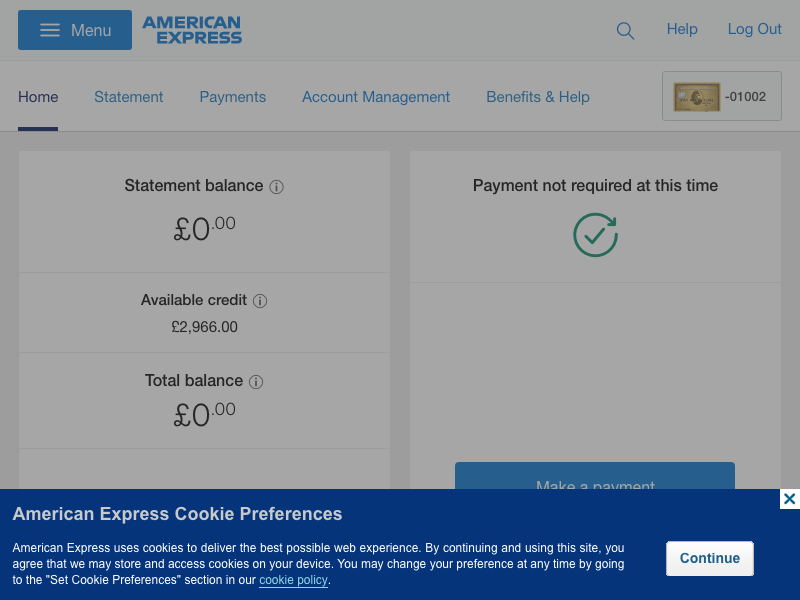 Menu
AMERICAN
EXPRESS
Help
Log Out
Home
Statement
Payments
Account Management
Benefits & Help
-01002
Statement balance
£0.00
Available credit
£2,966.00
Total balance
£0.00
Payment not required at this time
Make a payment
American Express Cookie Preferences
American Express uses cookies to deliver the best possible web experience. By continuing and using this site, you
agree that we may store and access cookies on your device. You may change your preference at any time by going
to the "Set Cookie Preferences" section in our cookie policy.
Continue